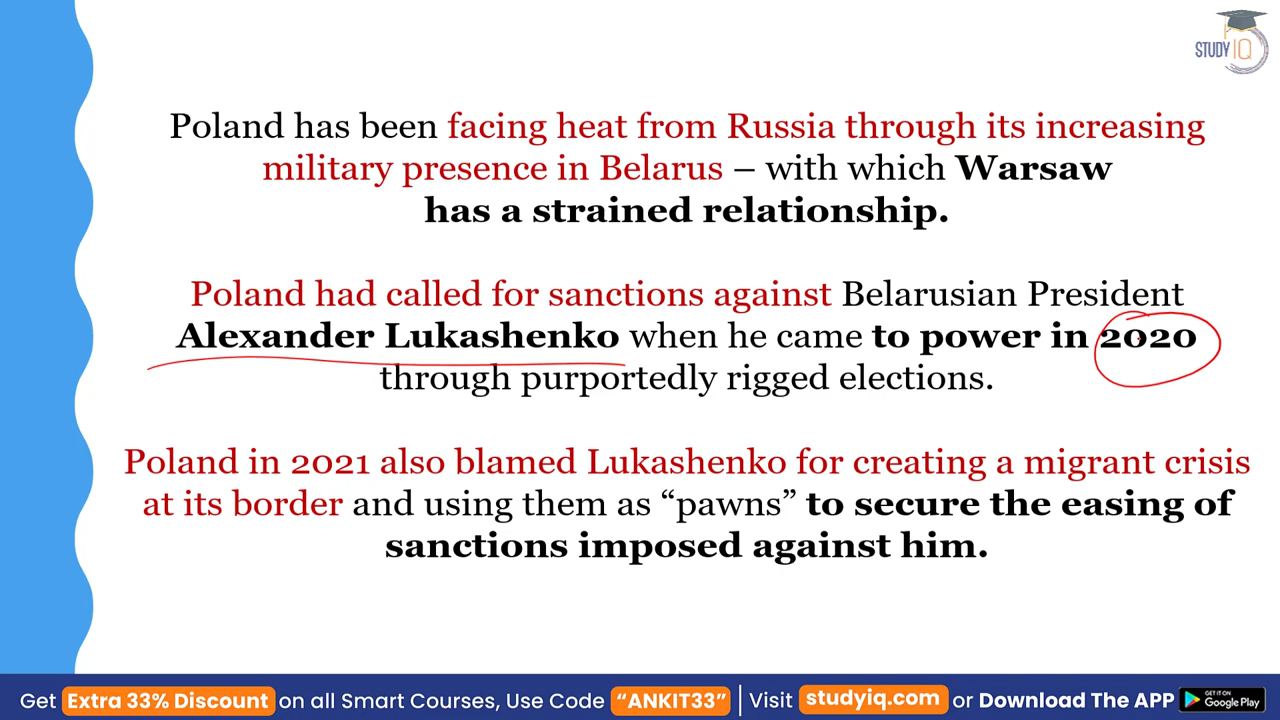 STUDY IQ
Poland has been facing heat from Russia through its increasing
military presence in Belarus – with which Warsaw
has a strained relationship.
Poland had called for sanctions against Belarusian President
Alexander Lukashenko when he came to power in 2020
through purportedly rigged elections.
Poland in 2021 also blamed Lukashenko for creating a migrant crisis
at its border and using them as “pawns” to secure the easing of
sanctions imposed against him.
Get Extra 33% Discount on all Smart Courses, Use Code “ANKIT33” Visit studyiq.com or Download The APP GET IT ON Google Play